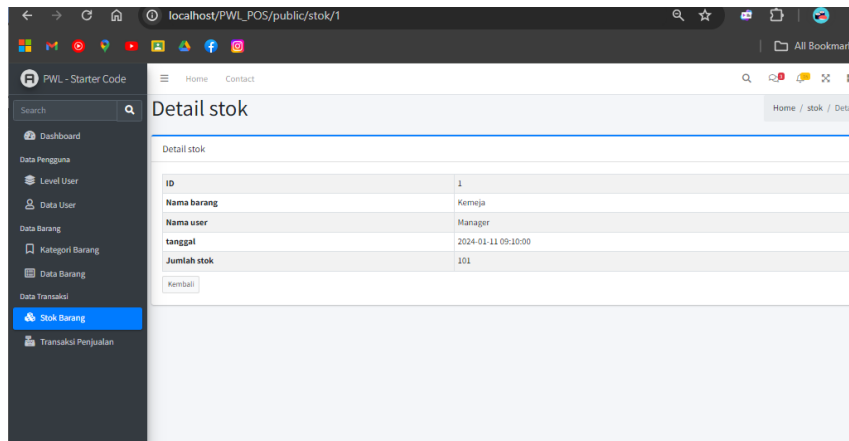 localhost/PWL_POS/public/stok/1
All Bookmar
PWL - Starter Code
Home Contact
Search
Detail stok
Home / stok / Deta
Dashboard
Data Pengguna
Level User
Data User
Data Barang
Kategori Barang
Data Barang
Data Transaksi
Stok Barang
Transaksi Penjualan
Detail stok
ID 1
Nama barang Kemeja
Nama user Manager
tanggal 2024-01-11 09:10:00
Jumlah stok 101
Kembali